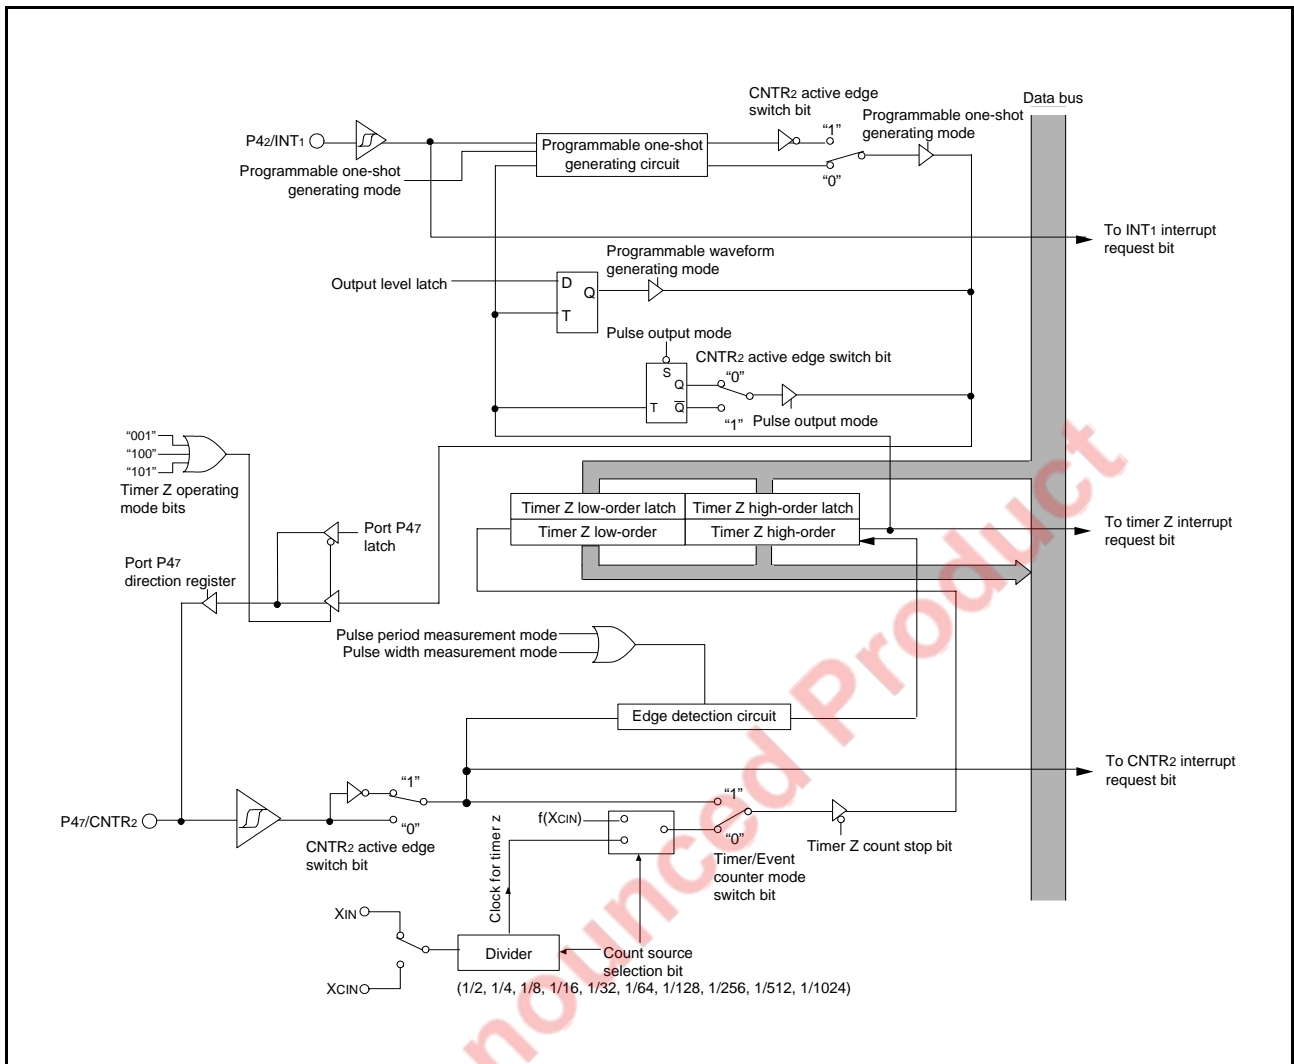 CNTR2 active edge
switch bit
Data bus
Programmable one-shot
generating mode
P42/INT1
Programmable one-shot
generating circuit
"1"
"0"
Programmable one-shot
generating mode
To INT1 interrupt
request bit
Programmable waveform
generating mode
Output level latch
D
Q
T
Pulse output mode
CNTR2 active edge switch bit
S
Q
"0"
T
Q
"1"
Pulse output mode
"001"
"100"
"101"
Timer Z operating
mode bits
Timer Z low-order latch
Timer Z high-order latch
Timer Z low-order
Timer Z high-order
To timer Z interrupt
request bit
Port P47
latch
Port P47
direction register
Pulse period measurement mode
Pulse width measurement mode
Edge detection circuit
To CNTR2 interrupt
request bit
"1"
"1"
P47/CNTR2
"0"
f(XCIN)
"0"
CNTR2 active edge
switch bit
Timer/Event
counter mode
switch bit
Timer Z count stop bit
Clock for timer z
XIN
Divider
Count source
selection bit
XCIN
(1/2, 1/4, 1/8, 1/16, 1/32, 1/64, 1/128, 1/256, 1/512, 1/1024)
nounced Product